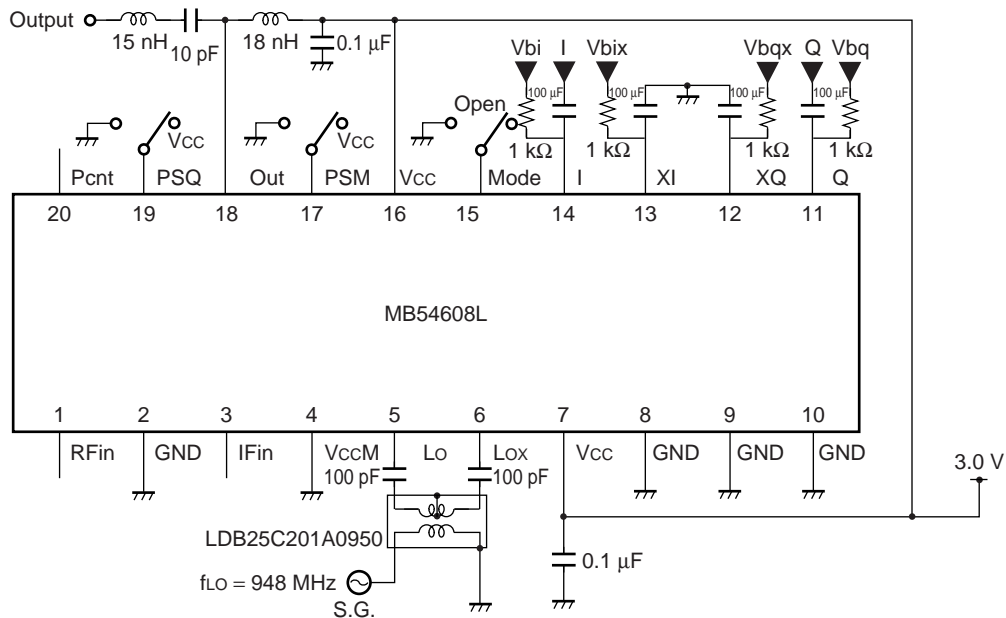 Output
15 nH
10 pF
18 nH
0.1 μF
Vbi I Vbix Vbqx Q Vbq
100 μF 100 μF 100 μF 100 μF
Open
VCC VCC
1 kΩ 1 kΩ 1 kΩ 1 kΩ
Pcnt PSQ Out PSM VCC Mode I XI XQ Q
20 19 18 17 16 15 14 13 12 11
MB54608L
1 2 3 4 5 6 7 8 9 10
RFin GND IFin VCCM LO LOX VCC GND GND GND
100 pF 100 pF
3.0 V
LDB25C201A0950
0.1 μF
fLO = 948 MHz
S.G.